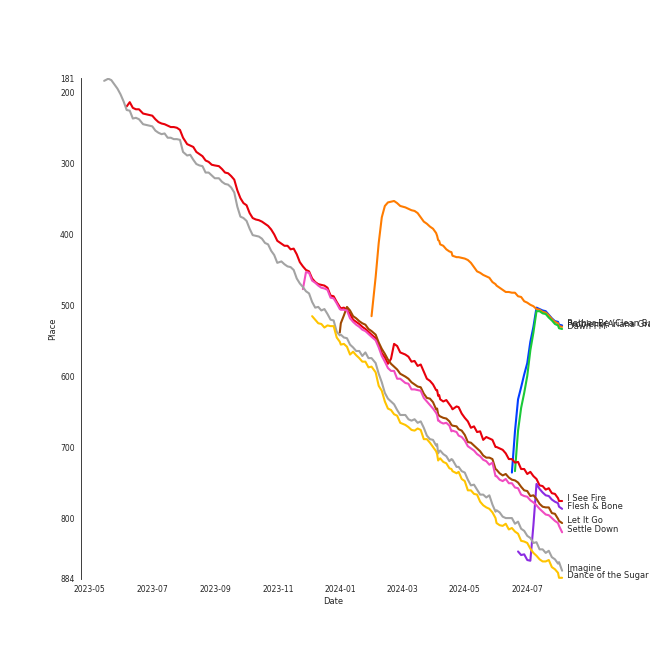 181
200
300
400
500
600
700
800
884
Place
2023-05
2023-07
2023-09
2023-11
2024-01
2024-03
2024-05
2024-07
Date
I See Fire
Flesh & Bone
Let It Go
Settle Down
Imagine
Dance of the Sugar